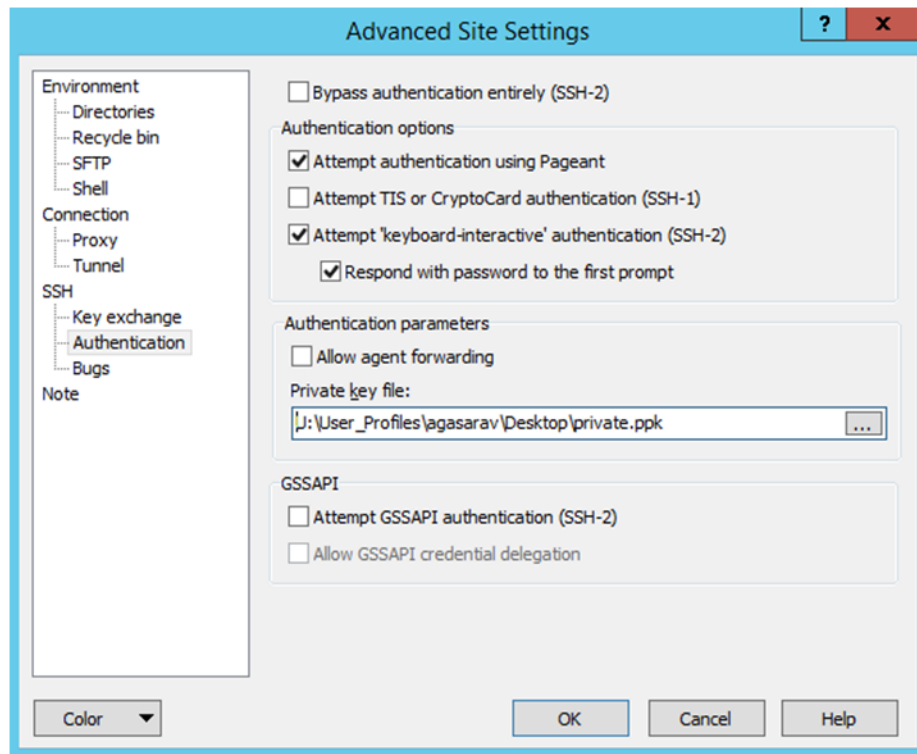 Advanced Site Settings
?
x
Environment
Directories
Recycle bin
SFTP
Shell
Connection
Proxy
Tunnel
SSH
Key exchange
Authentication
Bugs
Note
Bypass authentication entirely (SSH-2)
Authentication options
Attempt authentication using Pageant
Attempt TIS or CryptoCard authentication (SSH-1)
Attempt 'keyboard-interactive' authentication (SSH-2)
Respond with password to the first prompt
Authentication parameters
Allow agent forwarding
Private key file:
J:\User_Profiles\agasarav\Desktop\private.ppk
...
GSSAPI
Attempt GSSAPI authentication (SSH-2)
Allow GSSAPI credential delegation
Color
OK
Cancel
Help